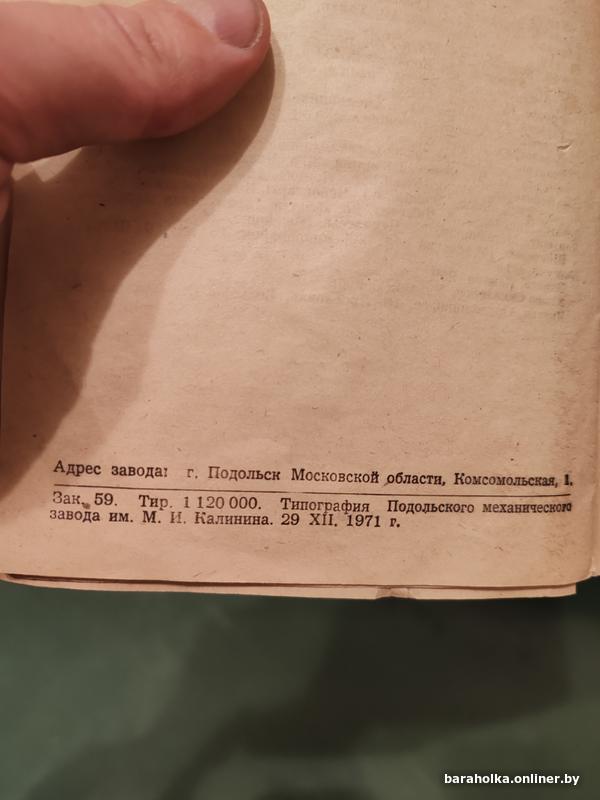 Адрес завода: г. Подольск Московской области, Комсомольская, 1.
Зак. 59. Тир. 1 120 000. Типография Подольского механического
завода им. М. И. Калинина. 29 XII. 1971 г.
baraholka.onliner.by